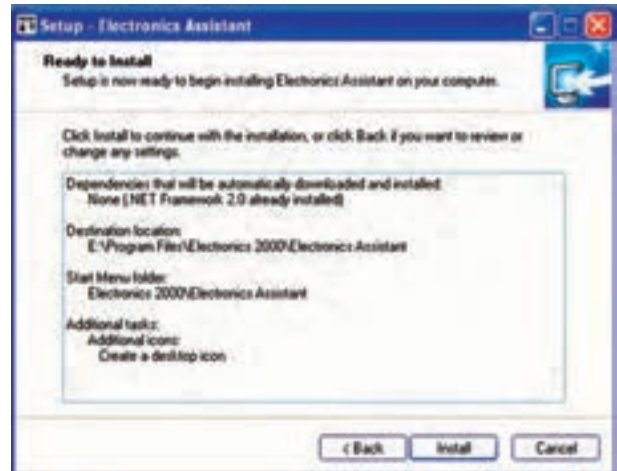 Setup - Electronics Assistant
Ready to Install
Setup is now ready to begin installing Electronics Assistant on your computer.
Click Install to continue with the installation, or click Back if you want to review or
change any settings.
Dependencies that will be automatically downloaded and installed:
None (.NET Framework 2.0 already installed)
Destination location:
E:\Program Files\Electronics 2000\Electronics Assistant
Start Menu folder:
Electronics 2000\Electronics Assistant
Additional tasks:
Additional icons:
Create a desktop icon
< Back
Install
Cancel